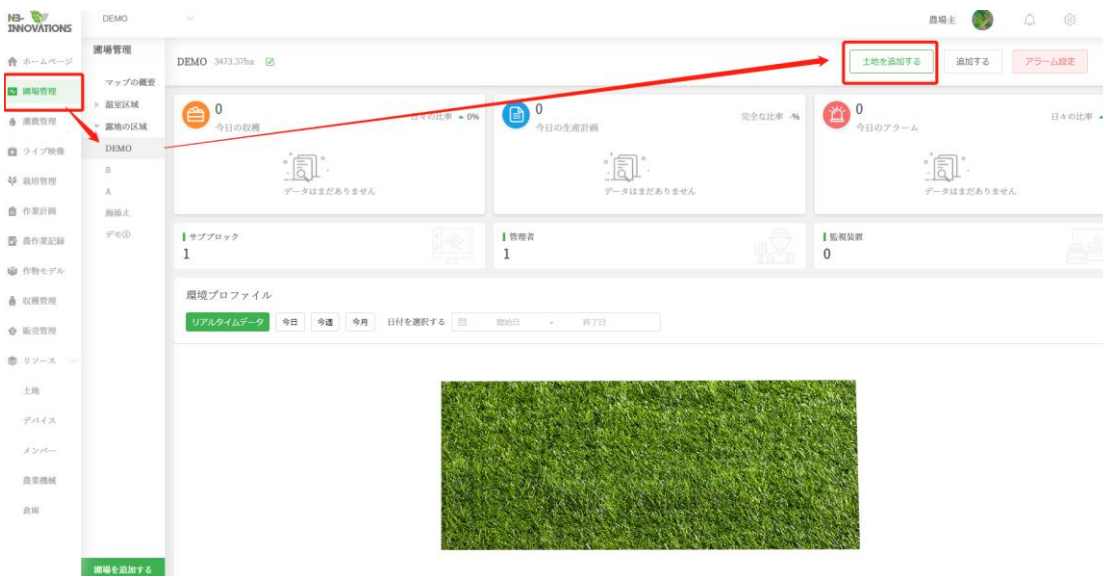 NB-
INNOVATIONS
DEMO
農場主
ホームページ
圃場管理
灌漑管理
ライブ映像
栽培管理
作業計画
農作業記録
作物モデル
収穫管理
販売管理
リソース
土地
デバイス
メンバー
農業機械
倉庫
圃場管理
マップの概要
温室区域
露地の区域
DEMO
B
A
海添え
デモ②
圃場を追加する
DEMO 3473.37ha
土地を追加する
追加する
アラーム設定
0
今日の収穫
日々の比率 0%
データはまだありません
0
今日の生産計画
完全な比率 -%
データはまだありません
0
今日のアラーム
日々の比率
データはまだありません
サブブロック
1
管理者
1
監視装置
0
環境プロファイル
リアルタイムデータ 今日 今週 今月 日付を選択する 開始日 - 終了日